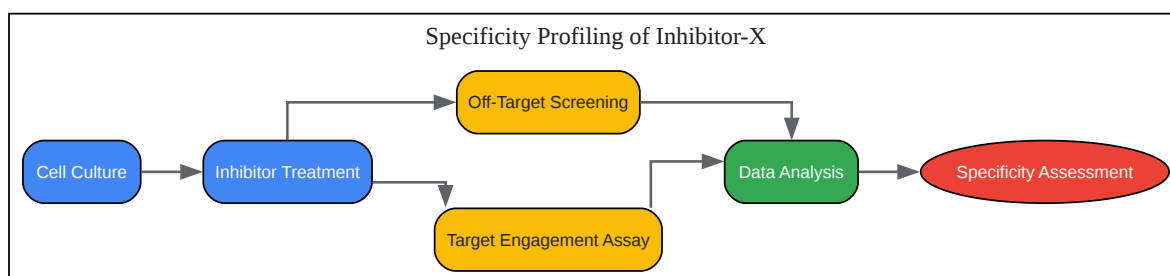 Specificity Profiling of Inhibitor-X
Off-Target Screening
Cell Culture
Inhibitor Treatment
Data Analysis
Specificity Assessment
Target Engagement Assay